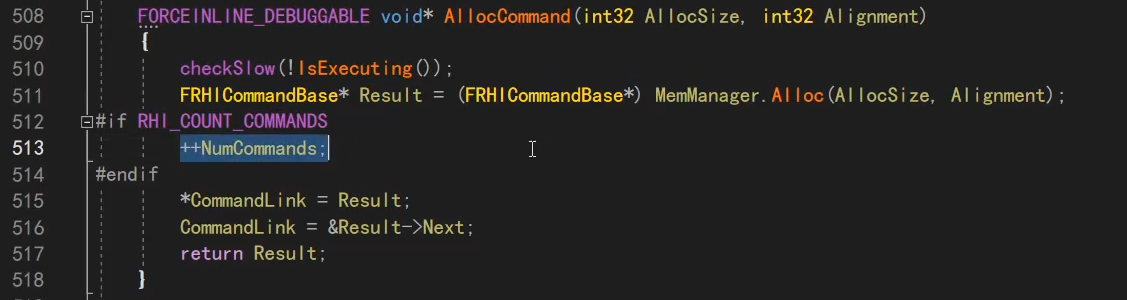 508 FORCEINLINE_DEBUGGABLE void* AllocCommand(int32 AllocSize, int32 Alignment)
509 {
510 checkSlow(!IsExecuting());
511 FRHICommandBase* Result = (FRHICommandBase*) MemManager.Alloc(AllocSize, Alignment);
512 #if RHI_COUNT_COMMANDS
513 ++NumCommands;
514 #endif
515 *CommandLink = Result;
516 CommandLink = &Result->Next;
517 return Result;
518 }